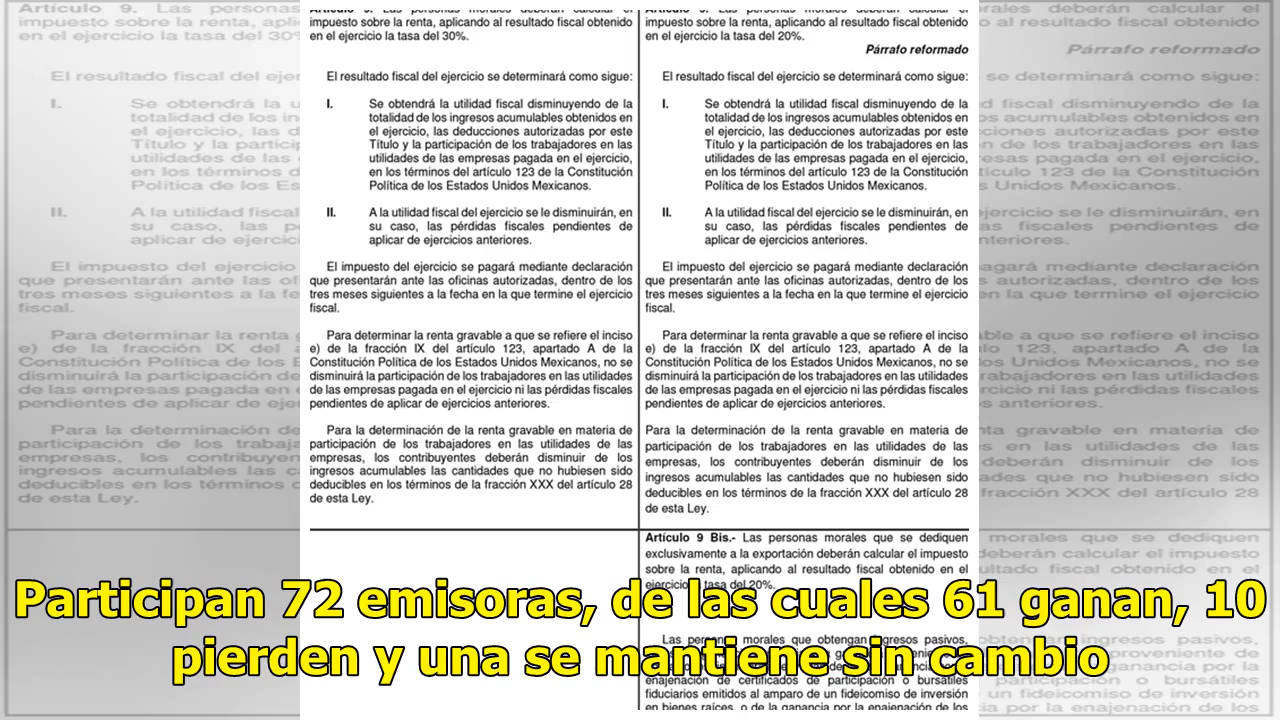 Artículo 9. Las personas morales deberán calcular el
impuesto sobre la renta, aplicando al resultado fiscal obtenido
en el ejercicio la tasa del 30%.
El resultado fiscal del ejercicio se determinará como sigue:
I. Se obtendrá la utilidad fiscal disminuyendo de la
totalidad de los ingresos acumulables obtenidos en
el ejercicio, las deducciones autorizadas por este
Título y la participación de los trabajadores en las
utilidades de las empresas pagada en el ejercicio,
en los términos del artículo 123 de la Constitución
Política de los Estados Unidos Mexicanos.
II. A la utilidad fiscal del ejercicio se le disminuirán, en
su caso, las pérdidas fiscales pendientes de
aplicar de ejercicios anteriores.
El impuesto del ejercicio se pagará mediante declaración
que presentarán ante las oficinas autorizadas, dentro de los
tres meses siguientes a la fecha en la que termine el ejercicio
fiscal.
Para determinar la renta gravable a que se refiere el inciso
e) de la fracción IX del artículo 123, apartado A de la
Constitución Política de los Estados Unidos Mexicanos, no se
disminuirá la participación de los trabajadores en las utilidades
de las empresas pagada en el ejercicio ni las pérdidas fiscales
pendientes de aplicar de ejercicios anteriores.
Para la determinación de la renta gravable en materia de
participación de los trabajadores en las utilidades de las
empresas, los contribuyentes deberán disminuir de los
ingresos acumulables las cantidades que no hubiesen sido
deducibles en los términos de la fracción XXX del artículo 28
de esta Ley.
Artículo 9. Las personas morales deberán calcular el
impuesto sobre la renta, aplicando al resultado fiscal obtenido
en el ejercicio la tasa del 20%.
Párrafo reformado
El resultado fiscal del ejercicio se determinará como sigue:
I. Se obtendrá la utilidad fiscal disminuyendo de la
totalidad de los ingresos acumulables obtenidos en
el ejercicio, las deducciones autorizadas por este
Título y la participación de los trabajadores en las
utilidades de las empresas pagada en el ejercicio,
en los términos del artículo 123 de la Constitución
Política de los Estados Unidos Mexicanos.
II. A la utilidad fiscal del ejercicio se le disminuirán, en
su caso, las pérdidas fiscales pendientes de
aplicar de ejercicios anteriores.
El impuesto del ejercicio se pagará mediante declaración
que presentarán ante las oficinas autorizadas, dentro de los
tres meses siguientes a la fecha en la que termine el ejercicio
fiscal.
Para determinar la renta gravable a que se refiere el inciso
e) de la fracción IX del artículo 123, apartado A de la
Constitución Política de los Estados Unidos Mexicanos, no se
disminuirá la participación de los trabajadores en las utilidades
de las empresas pagada en el ejercicio ni las pérdidas fiscales
pendientes de aplicar de ejercicios anteriores.
Para la determinación de la renta gravable en materia de
participación de los trabajadores en las utilidades de las
empresas, los contribuyentes deberán disminuir de los
ingresos acumulables las cantidades que no hubiesen sido
deducibles en los términos de la fracción XXX del artículo 28
de esta Ley.
Artículo 9 Bis.- Las personas morales que se dediquen
exclusivamente a la exportación deberán calcular el impuesto
sobre la renta, aplicando al resultado fiscal obtenido en el
ejercicio la tasa del 20%.
Las personas morales que obtengan ingresos pasivos,
enajenación de certificados de participación o bursátiles
fiduciarios emitidos al amparo de un fideicomiso de inversión
en bienes raíces, o de la ganancia por la enajenación de los
Participan 72 emisoras, de las cuales 61 ganan, 10
pierden y una se mantiene sin cambio